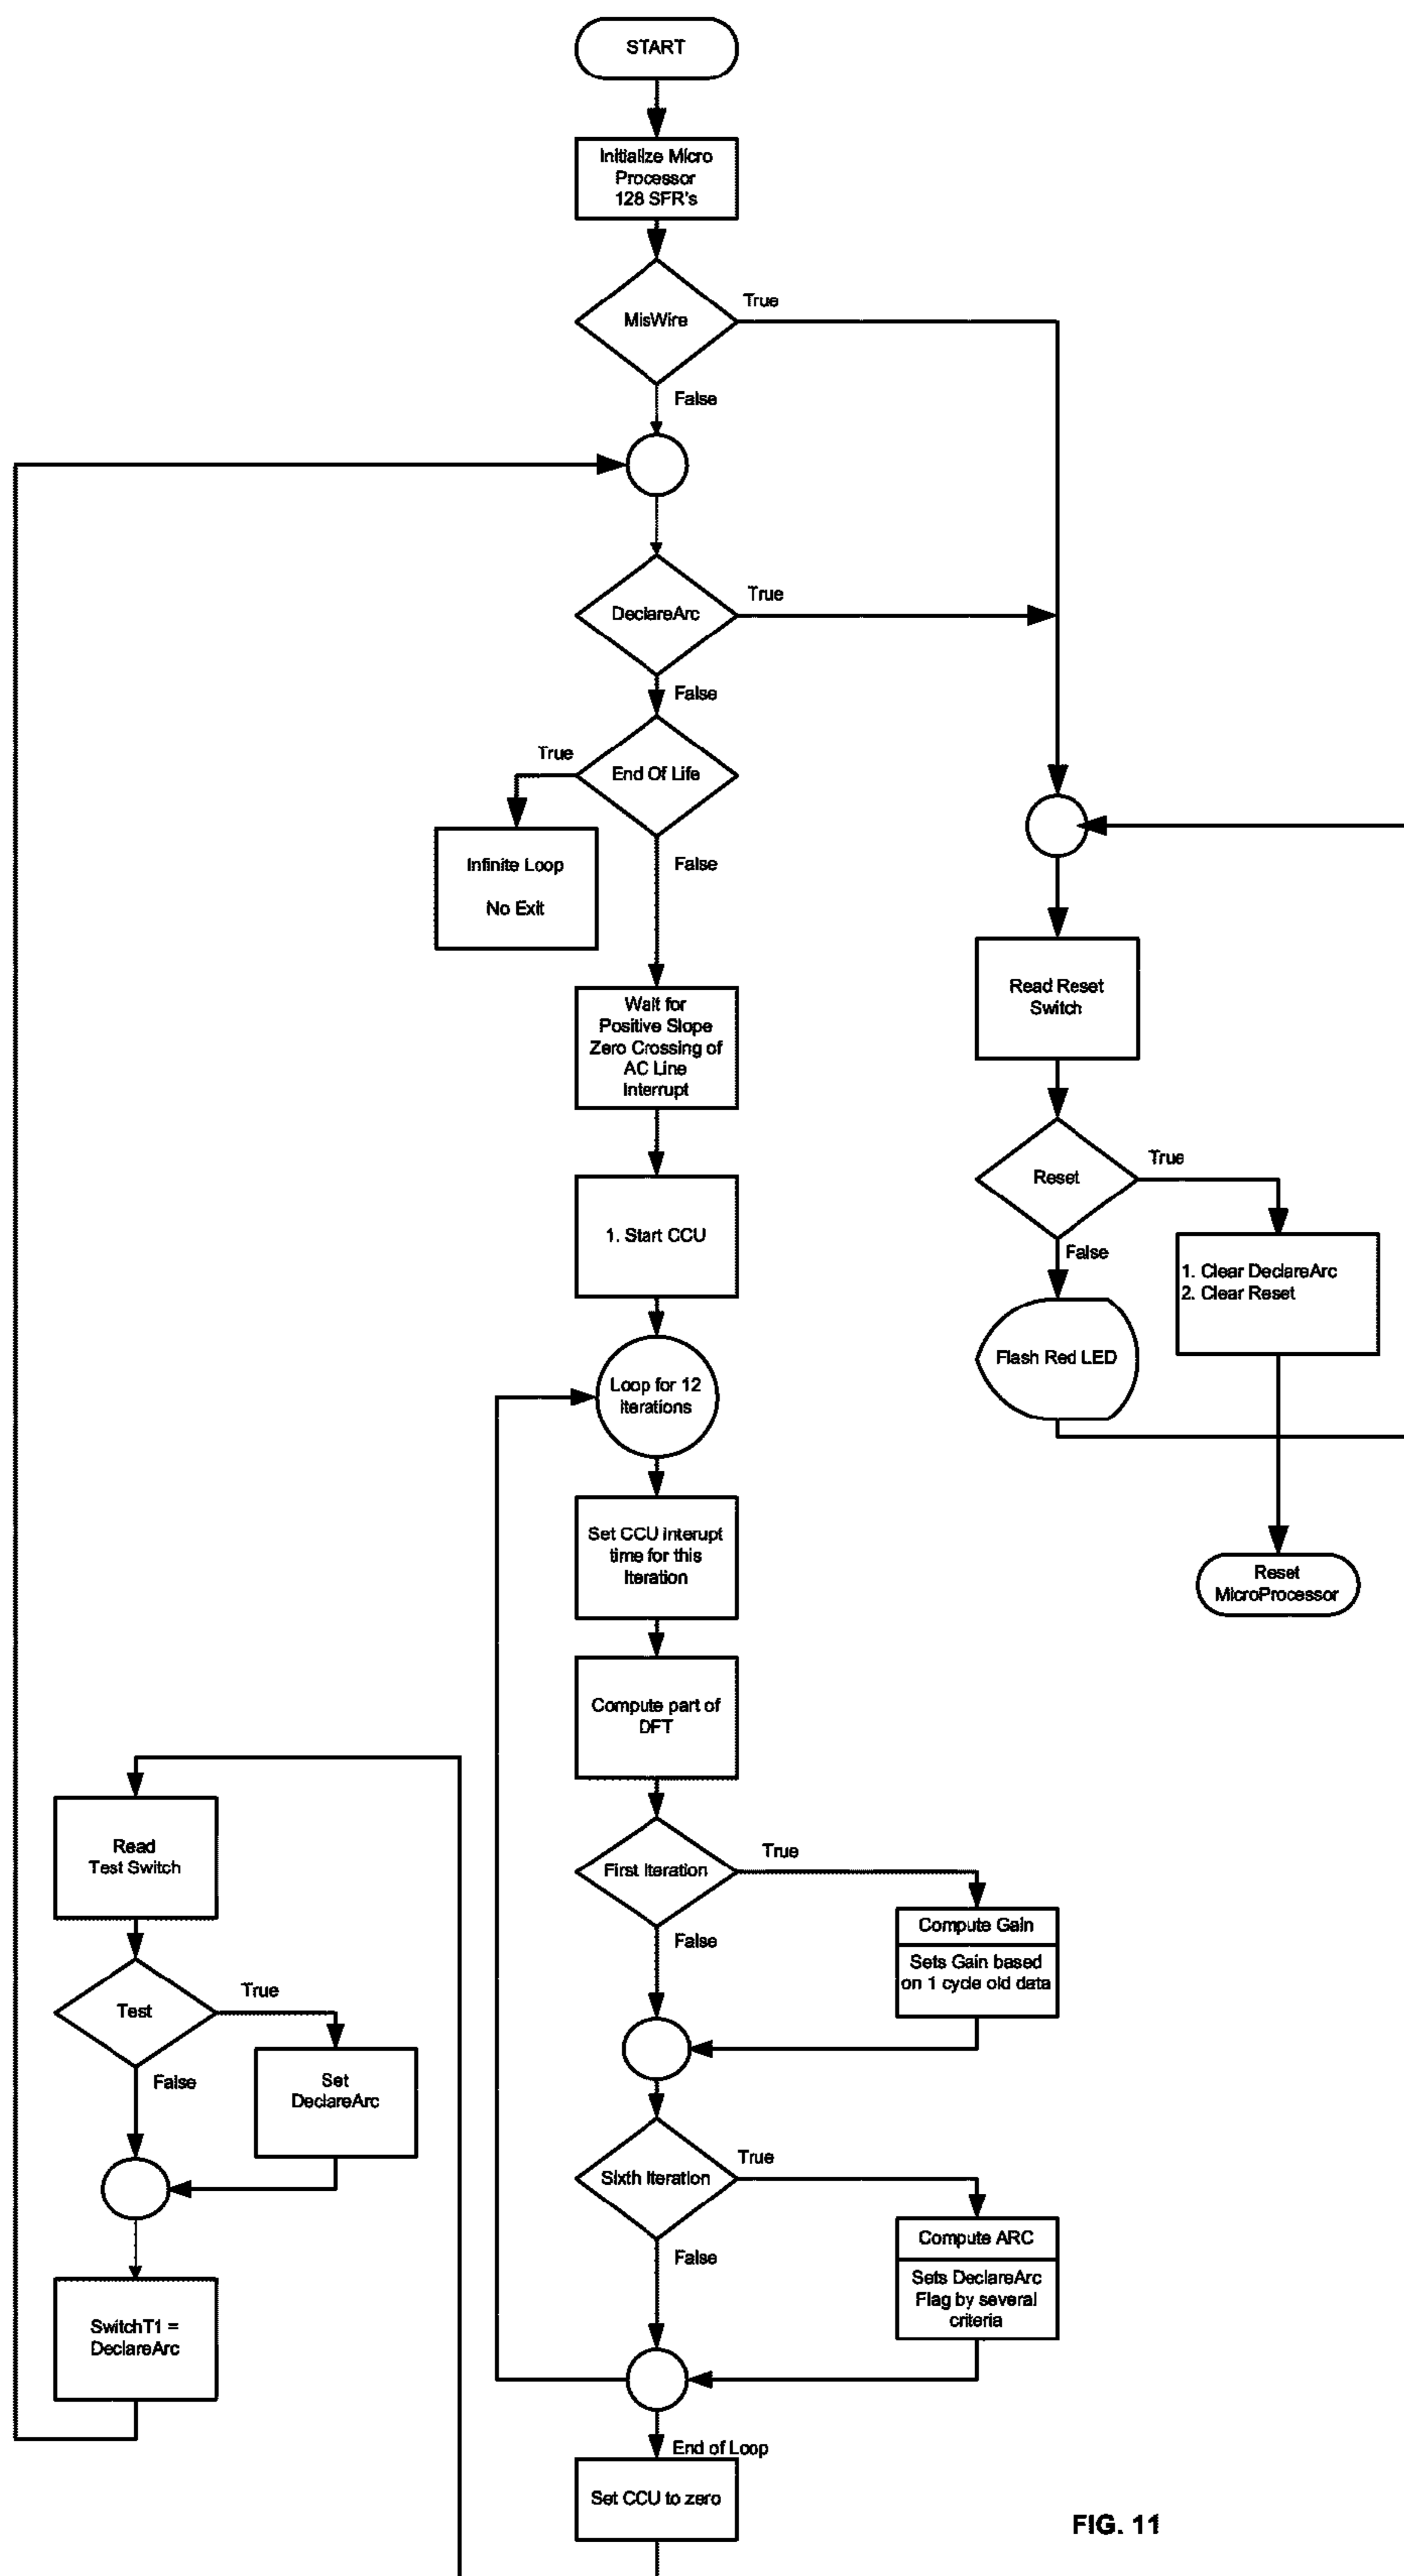 START
Initialize Micro
Processor
128 SFR's
MisWire
True
False
DeclareArc
True
False
End Of Life
True
Infinite Loop
No Exit
False
Wait for
Positive Slope
Zero Crossing of
AC Line
Interrupt
1. Start CCU
Loop for 12
Iterations
Set CCU interupt
time for this
Iteration
Compute part of
DFT
First Iteration
True
False
Compute Gain
Sets Gain based
on 1 cycle old data
Sixth Iteration
True
False
Compute ARC
Sets DeclareArc
Flag by several
criteria
End of Loop
Set CCU to zero
Read Reset
Switch
Reset
True
False
1. Clear DeclareArc
2. Clear Reset
Flash Red LED
Reset
MicroProcessor
Read
Test Switch
Test
True
False
Set
DeclareArc
SwitchT1 =
DeclareArc
FIG. 11